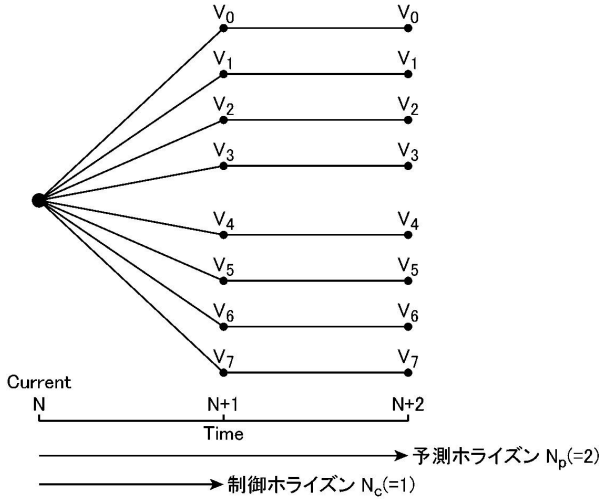 V₀ V₀
V₁ V₁
V₂ V₂
V₃ V₃
V₄ V₄
V₅ V₅
V₆ V₆
V₇ V₇
Current
N N+1 N+2
Time
予測ホライズン Nₚ(=2)
制御ホライズン N꜀(=1)